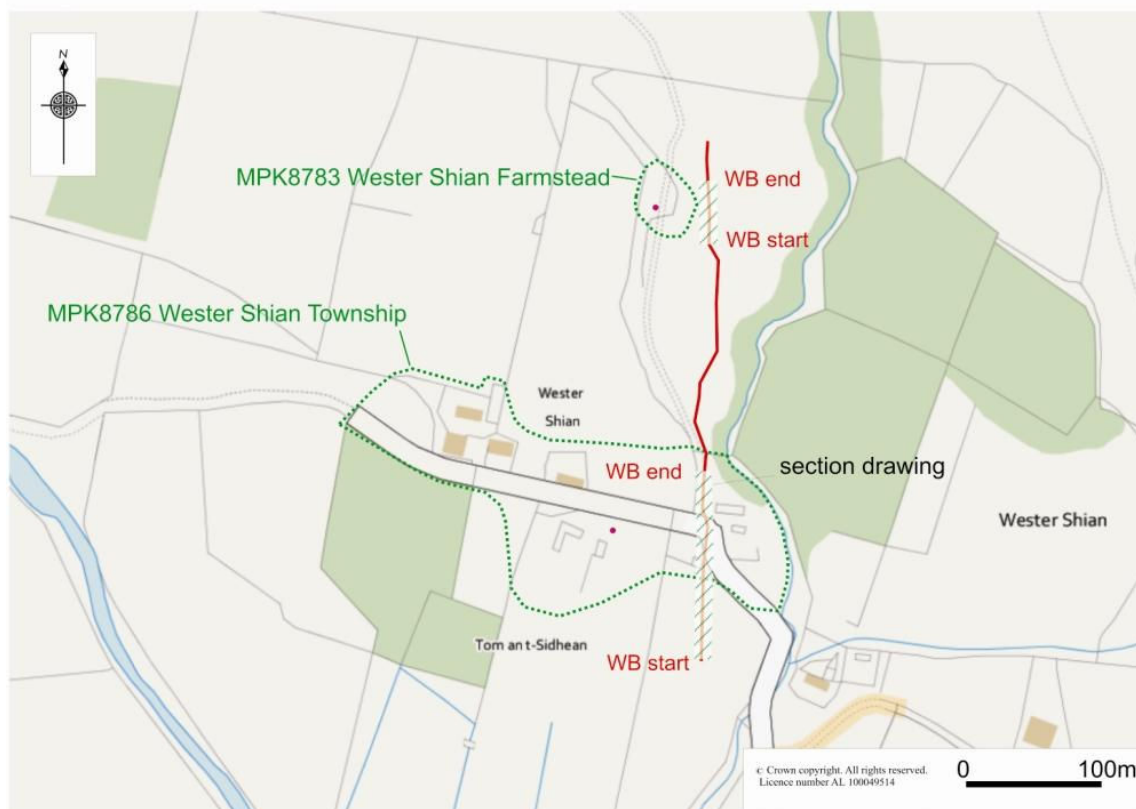 N
MPK8783 Wester Shian Farmstead
WB end
WB start
MPK8786 Wester Shian Township
Wester
Shian
WB end
section drawing
Wester Shian
Tom an t-Sidhean
WB start
© Crown copyright. All rights reserved.
Licence number AL 100049514
0 100m